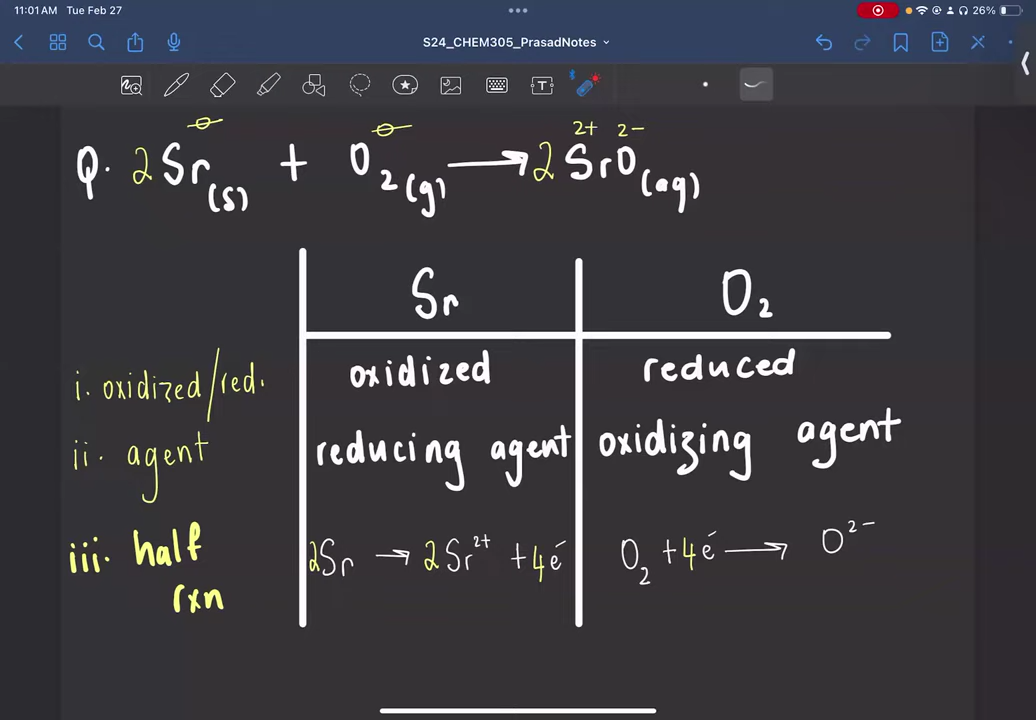 11:01 AM Tue Feb 27
26%
S24_CHEM305_PrasadNotes
T
Q. 2Sr(s) + O₂(g) ⟶ 2SrO(aq)
0 0 2+ 2-
Sr O₂
i. oxidized/red. oxidized reduced
ii. agent reducing agent oxidizing agent
iii. half rxn 2Sr → 2Sr²⁺ + 4e⁻ O₂ + 4e⁻ ⟶ O²⁻